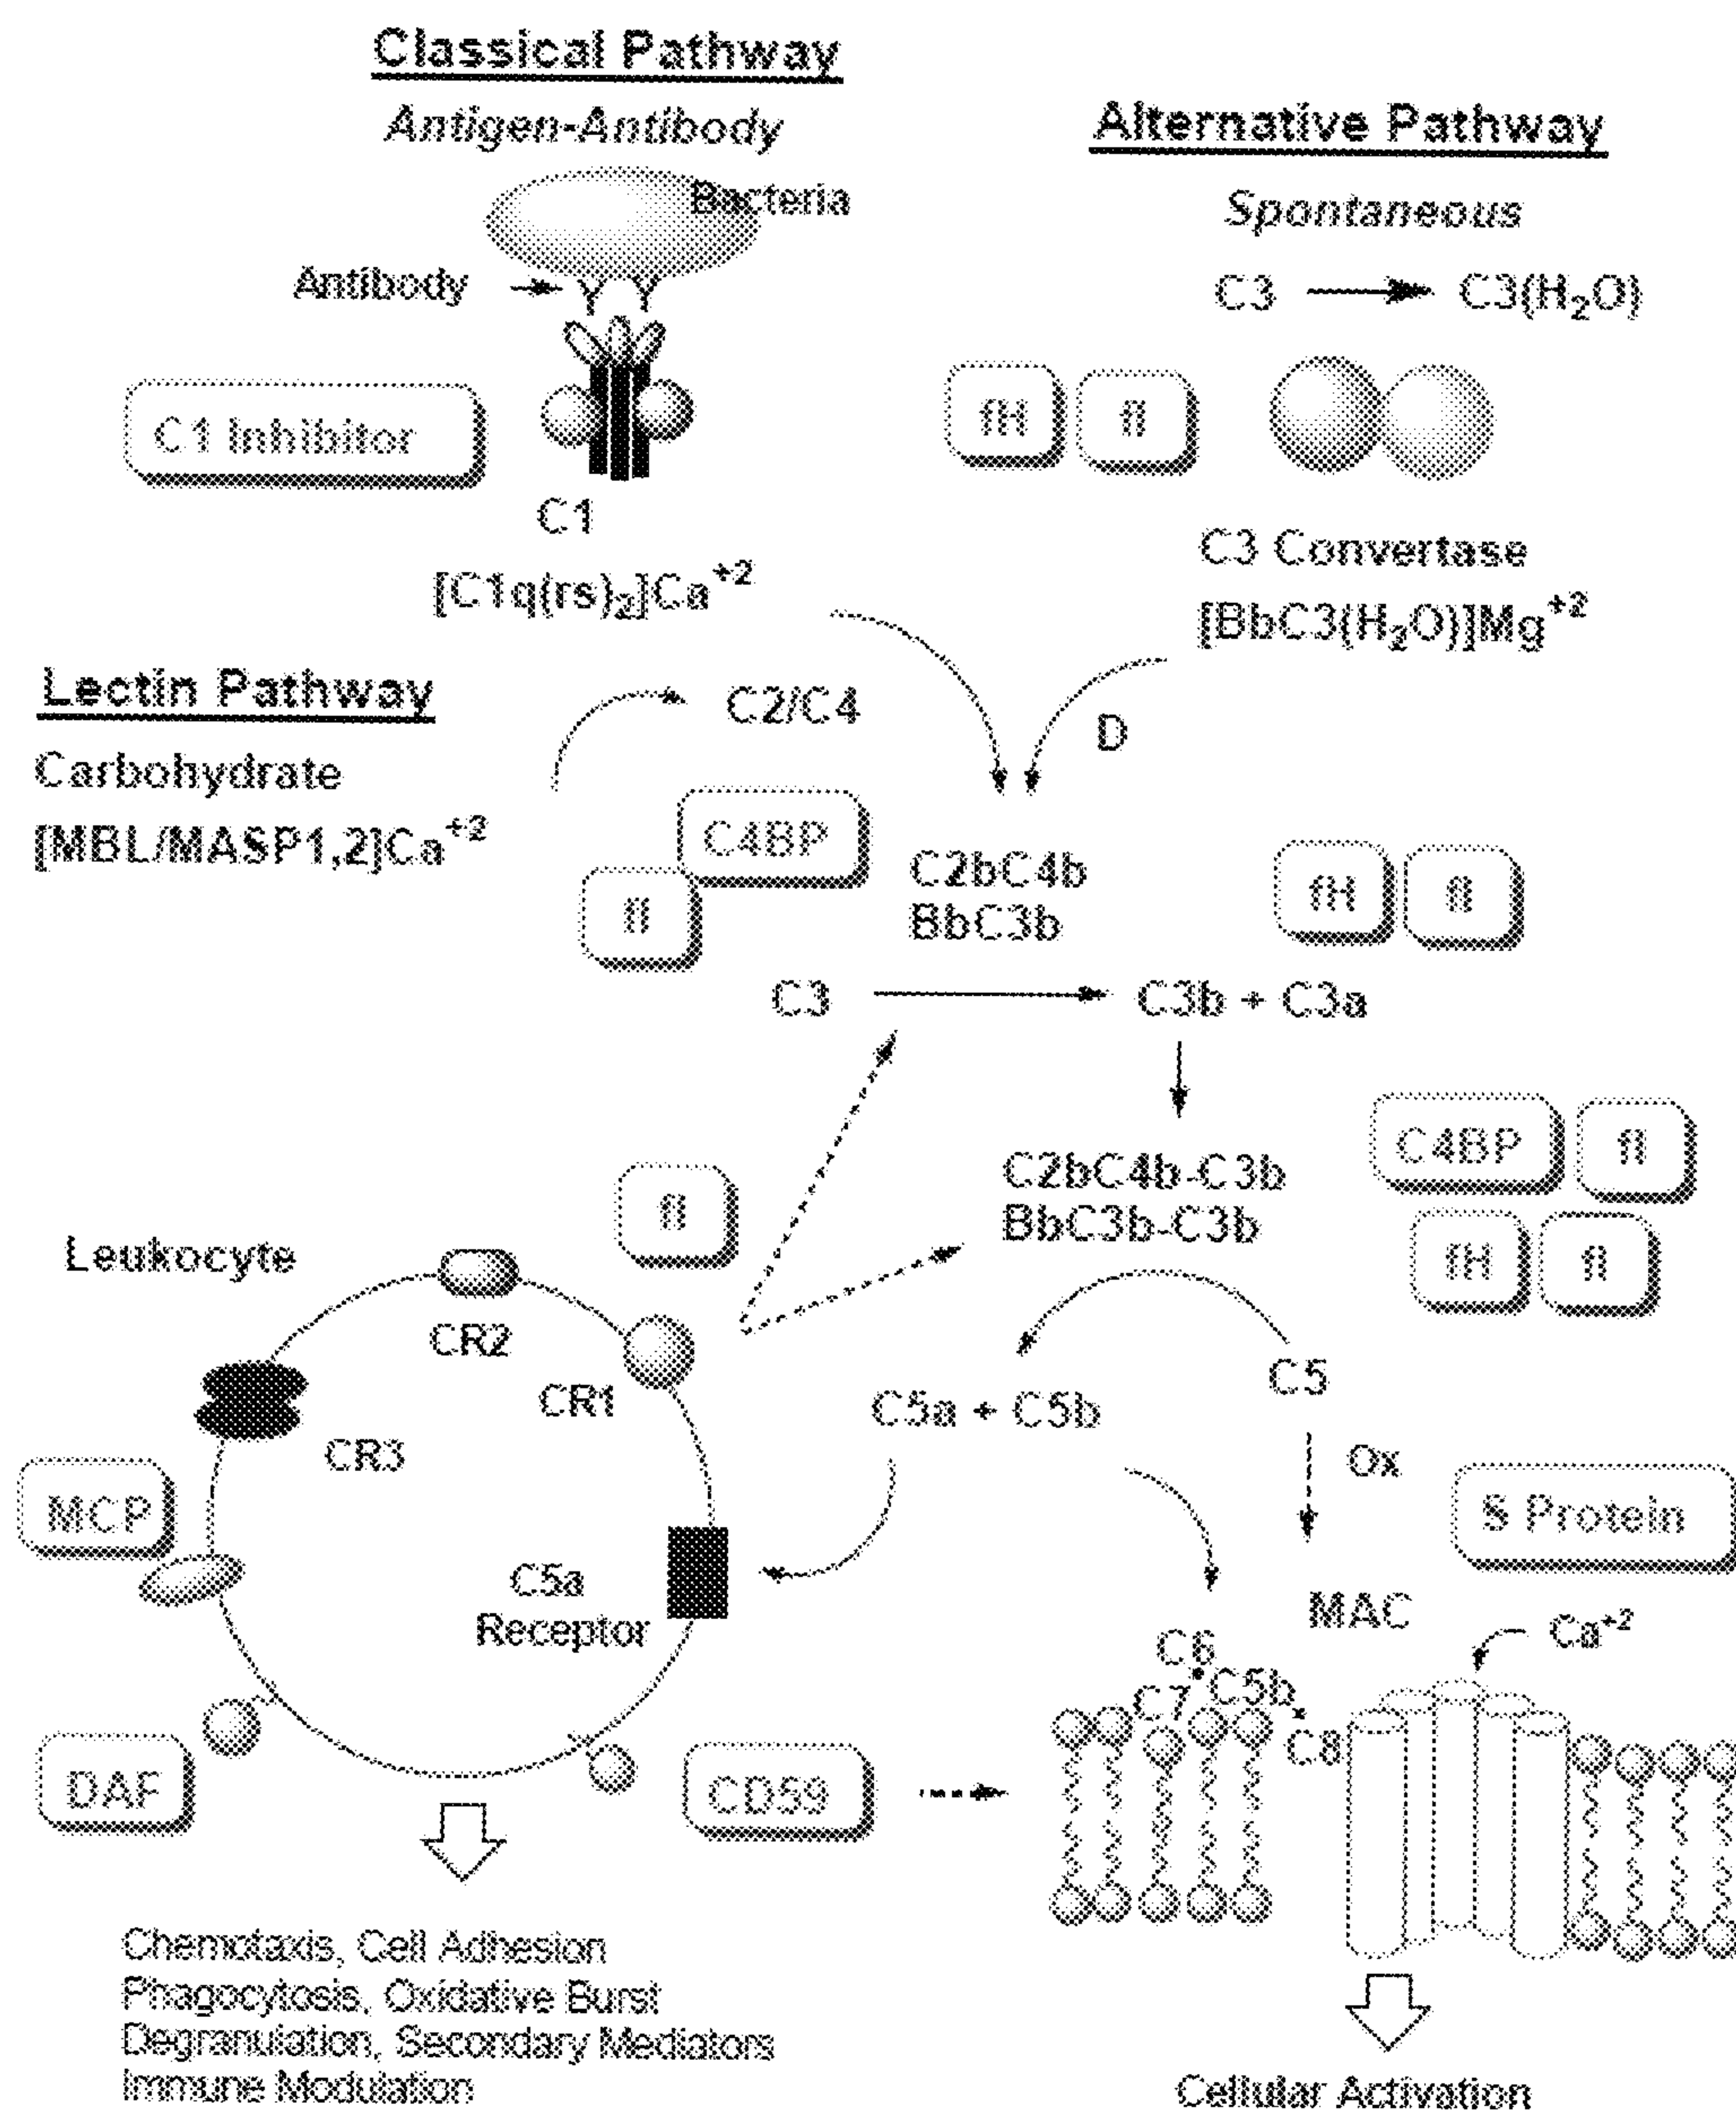 Classical Pathway
Antigen-Antibody
Bacteria
Antibody
C1 Inhibitor
C1
[C1q(rs)₂]Ca⁺²
Alternative Pathway
Spontaneous
C3
C3(H₂O)
fH
fI
C3 Convertase
[BbC3(H₂O)]Mg⁺²
Lectin Pathway
Carbohydrate
[MBL/MASP1,2]Ca⁺²
C2/C4
D
C4BP
fI
C2bC4b
BbC3b
fH
fI
C3
C3b + C3a
C2bC4b-C3b
BbC3b-C3b
C4BP
fI
fH
fI
fI
Leukocyte
CR2
CR1
CR3
MCP
C5a
Receptor
DAF
CD59
C5a + C5b
C5
Ox
S Protein
MAC
Ca⁺²
C6
C7
C5b
C8
Chemotaxis, Cell Adhesion
Phagocytosis, Oxidative Burst
Degranulation, Secondary Mediators
Immune Modulation
Cellular Activation